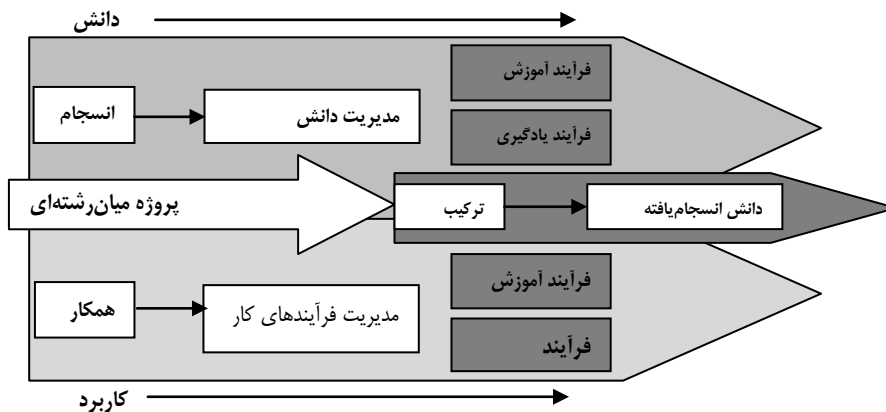 دانش
فرآیند آموزش
انسجام
مدیریت دانش
فرآیند یادگیری
پروژه میان‌رشته‌ای
ترکیب
دانش انسجام‌یافته
فرآیند آموزش
همکار
مدیریت فرآیندهای کار
فرآیند
کاربرد